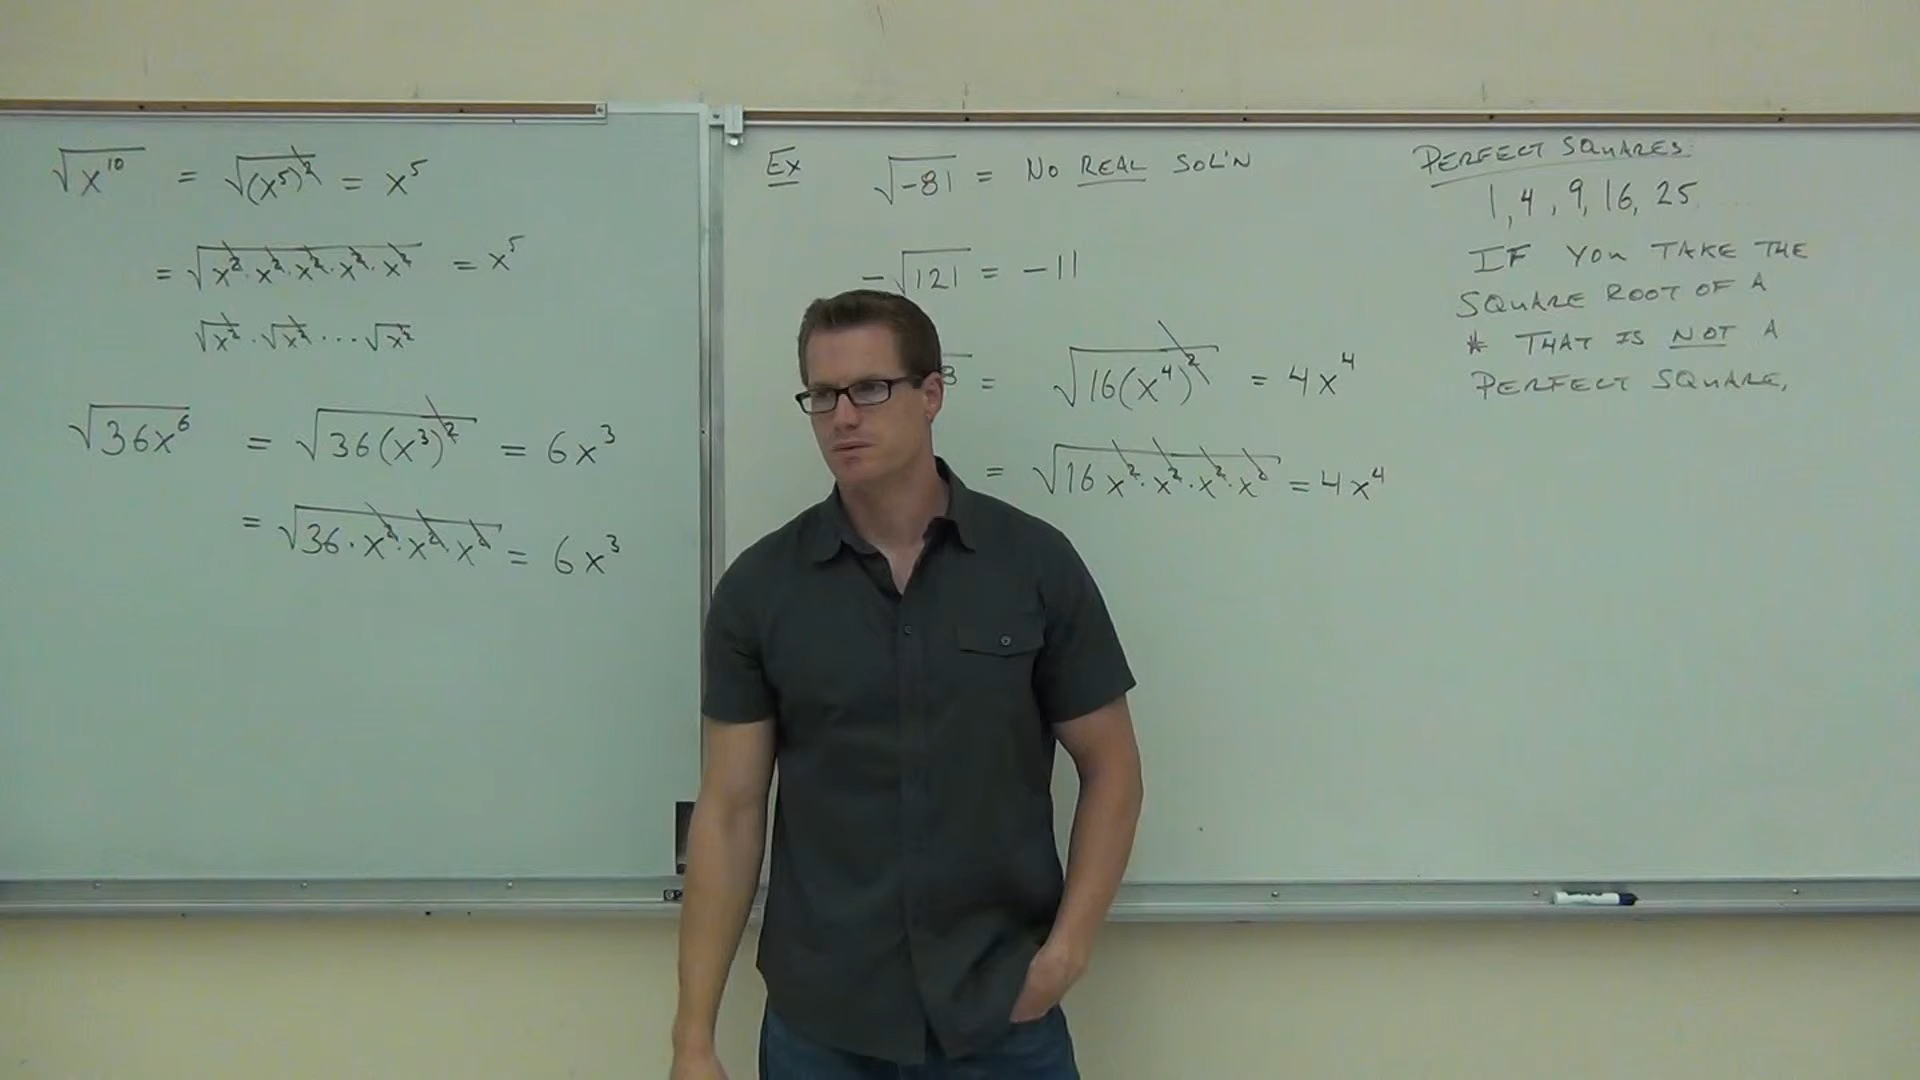 √x¹⁰ = √(x⁵)² = x⁵
= √x²·x²·x²·x²·x² = x⁵
√x²·√x²···√x²
√36x⁶ = √36(x³)² = 6x³
= √36·x²·x²·x² = 6x³
Ex √-81 = NO REAL SOL'N
-√121 = -11
8 = √16(x⁴)² = 4x⁴
= √16x²·x²·x²·x² = 4x⁴
PERFECT SQUARES:
1, 4, 9, 16, 25 ...
IF YOU TAKE THE
SQUARE ROOT OF A
# THAT IS NOT A
PERFECT SQUARE,